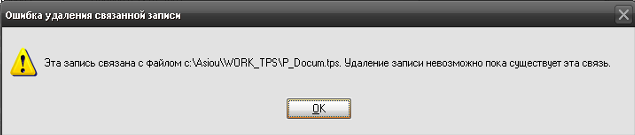 Ошибка удаления связанной записи
Эта запись связана с файлом c:\Asiou\WORK_TPS\P_Docum.tps. Удаление записи невозможно пока существует эта связь.
OK